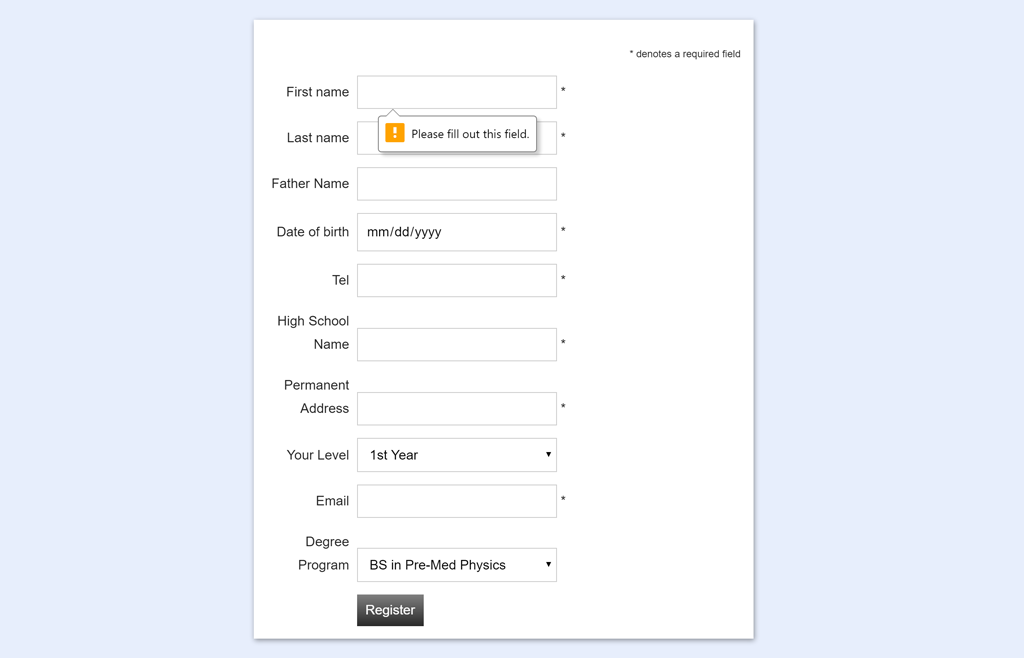 * denotes a required field
First name *
! Please fill out this field.
Last name *
Father Name
Date of birth mm/dd/yyyy *
Tel *
High School
Name *
Permanent
Address *
Your Level 1st Year
Email *
Degree
Program BS in Pre-Med Physics
Register